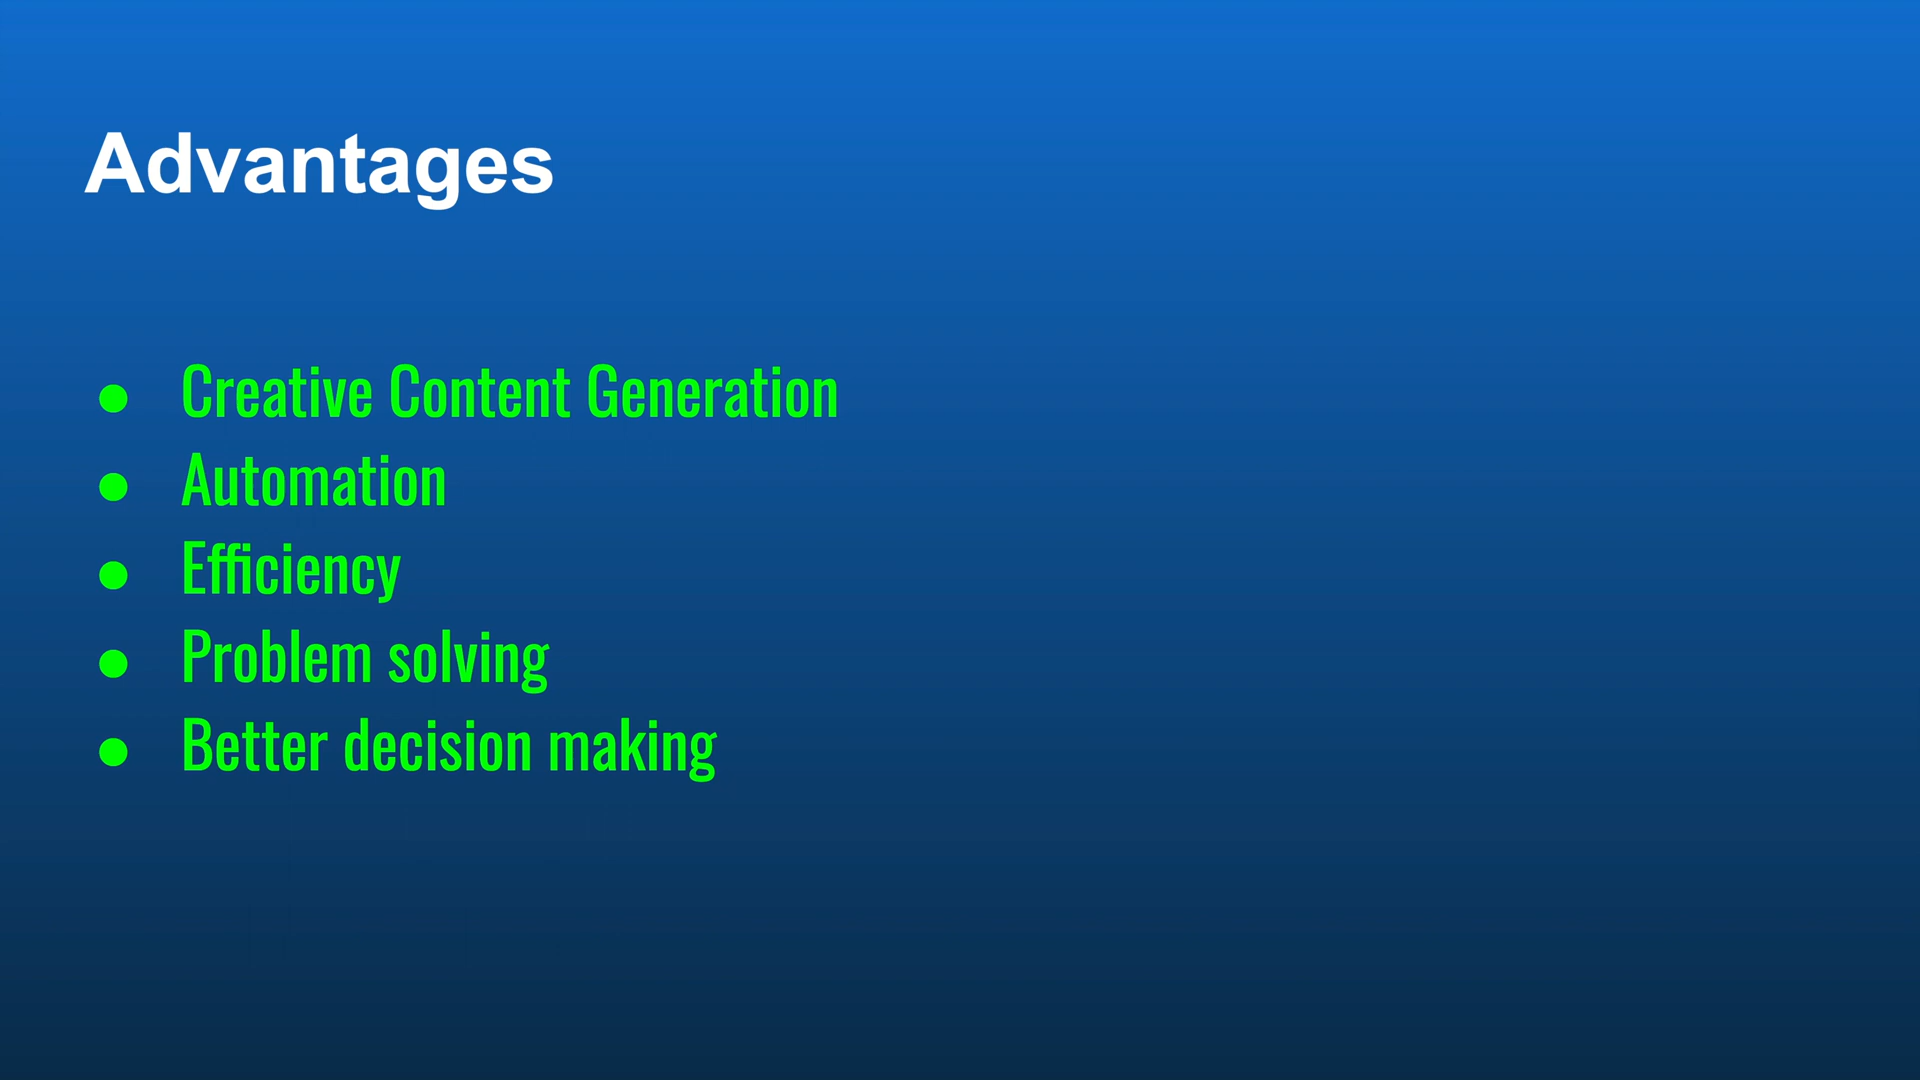 Advantages
● Creative Content Generation
● Automation
● Efficiency
● Problem solving
● Better decision making